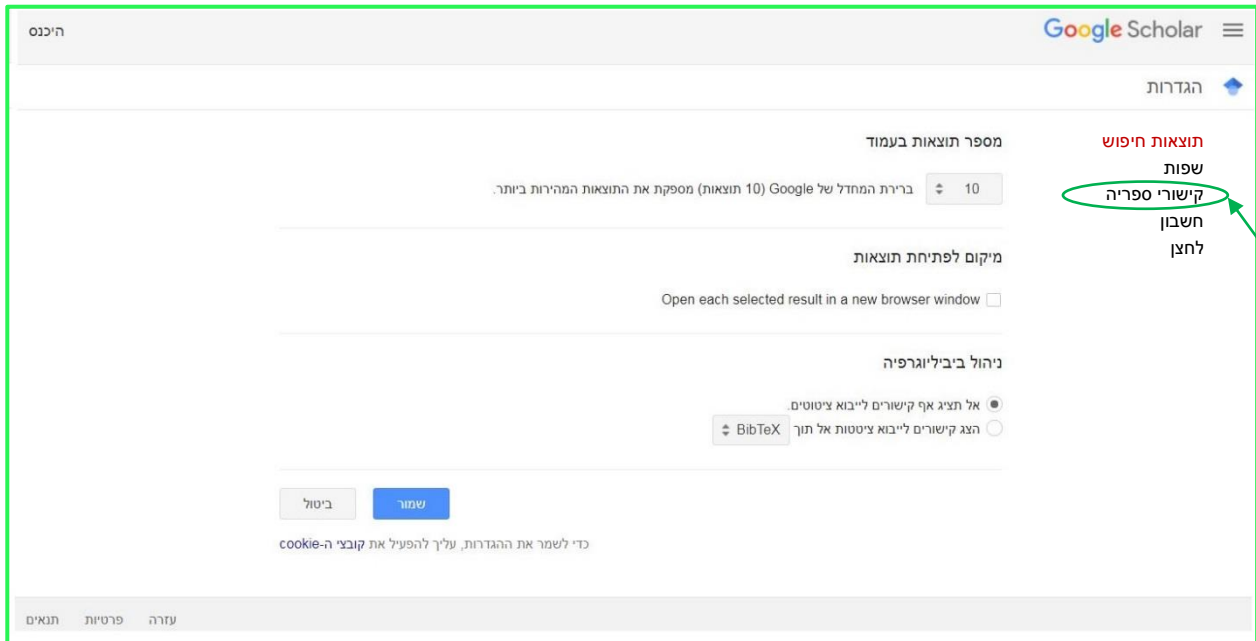 Google Scholar
היכנס
הגדרות
תוצאות חיפוש
שפות
קישורי ספריה
חשבון
לחצן
מספר תוצאות בעמוד
10 ברירת המחדל של Google (10 תוצאות) מספקת את התוצאות המהירות ביותר.
מיקום לפתיחת תוצאות
Open each selected result in a new browser window
ניהול ביביליוגרפיה
אל תציג אף קישורים לייבוא ציטוטים.
הצג קישורים לייבוא ציטטות אל תוך BibTeX
שמור ביטול
כדי לשמר את ההגדרות, עליך להפעיל את קובצי ה-cookie
עזרה פרטיות תנאים